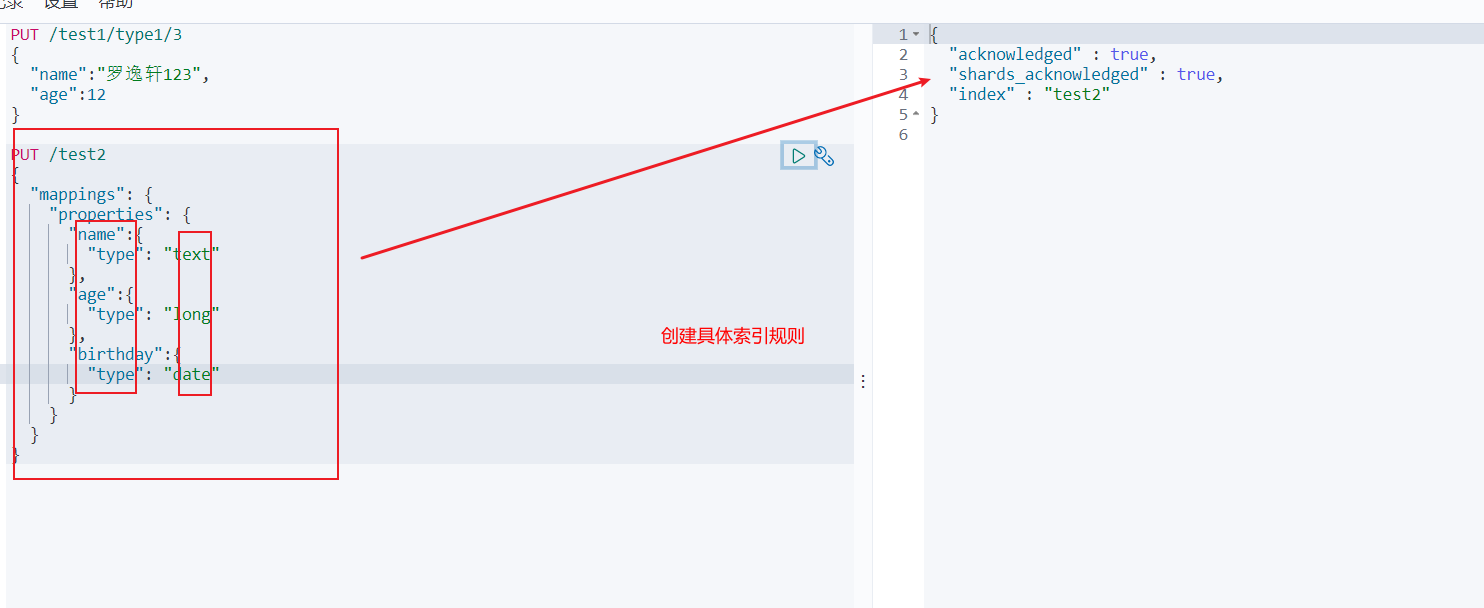 设置 帮助
PUT /test1/type1/3
{
  "name":"罗逸轩123",
  "age":12
}
PUT /test2
{
  "mappings": {
    "properties": {
      "name":{
        "type": "text"
      },
      "age":{
        "type": "long"
      },
      "birthday":{
        "type": "date"
      }
    }
  }
}
创建具体索引规则
1 {
2   "acknowledged" : true,
3   "shards_acknowledged" : true,
4   "index" : "test2"
5 }
6